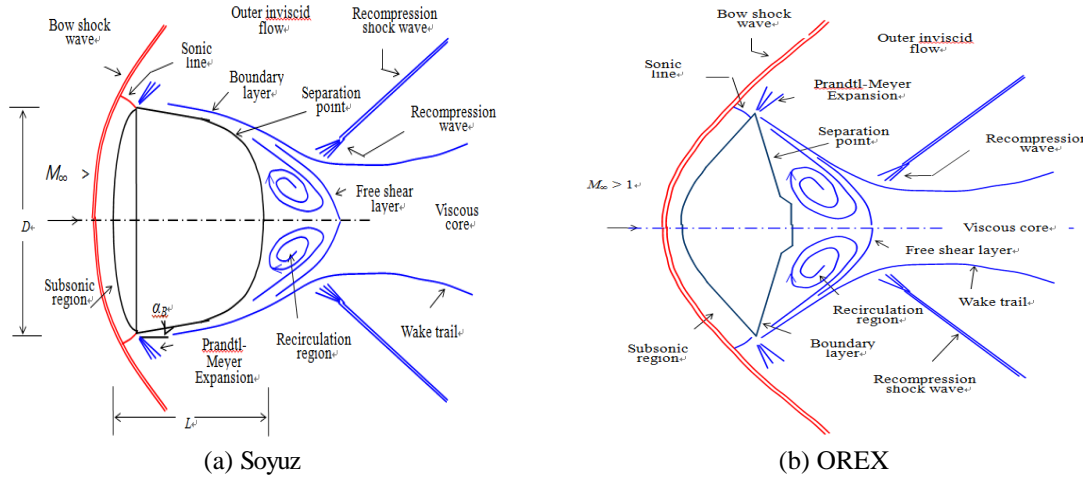 Bow shock
wave
Outer inviscid
flow
Recompression
shock wave
Sonic
line
Boundary
layer
Separation
point
Recompression
wave
M∞ >
D
Free shear
layer
Viscous
core
Subsonic
region
αB
Prandtl-
Meyer
Expansion
Recirculation
region
Wake trail
L
(a) Soyuz
Bow shock
wave
Outer inviscid
flow
Sonic
line
Prandtl-Meyer
Expansion
Separation
point
Recompression
wave
M∞ > 1
Viscous core
Free shear layer
Wake trail
Recirculation
region
Subsonic
region
Boundary
layer
Recompression
shock wave
(b) OREX